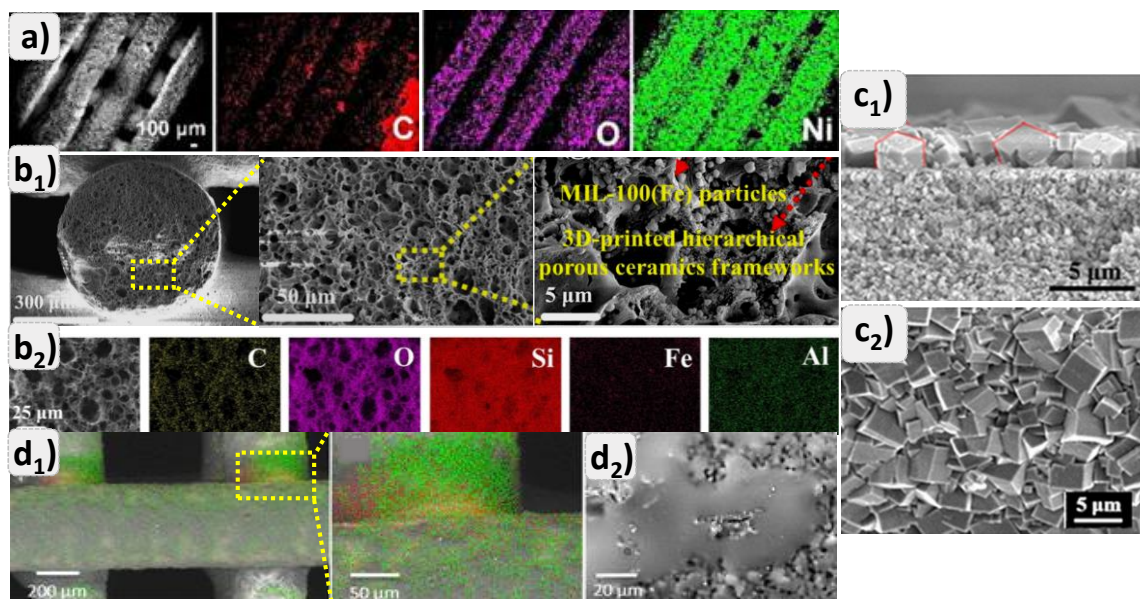 a)
100 µm
C
O
Ni
b1)
300 µm
50 µm
MIL-100(Fe) particles
3D-printed hierarchical
porous ceramics frameworks
5 µm
b2)
25 µm
C
O
Si
Fe
Al
c1)
5 µm
c2)
5 µm
d1)
200 µm
50 µm
d2)
20 µm